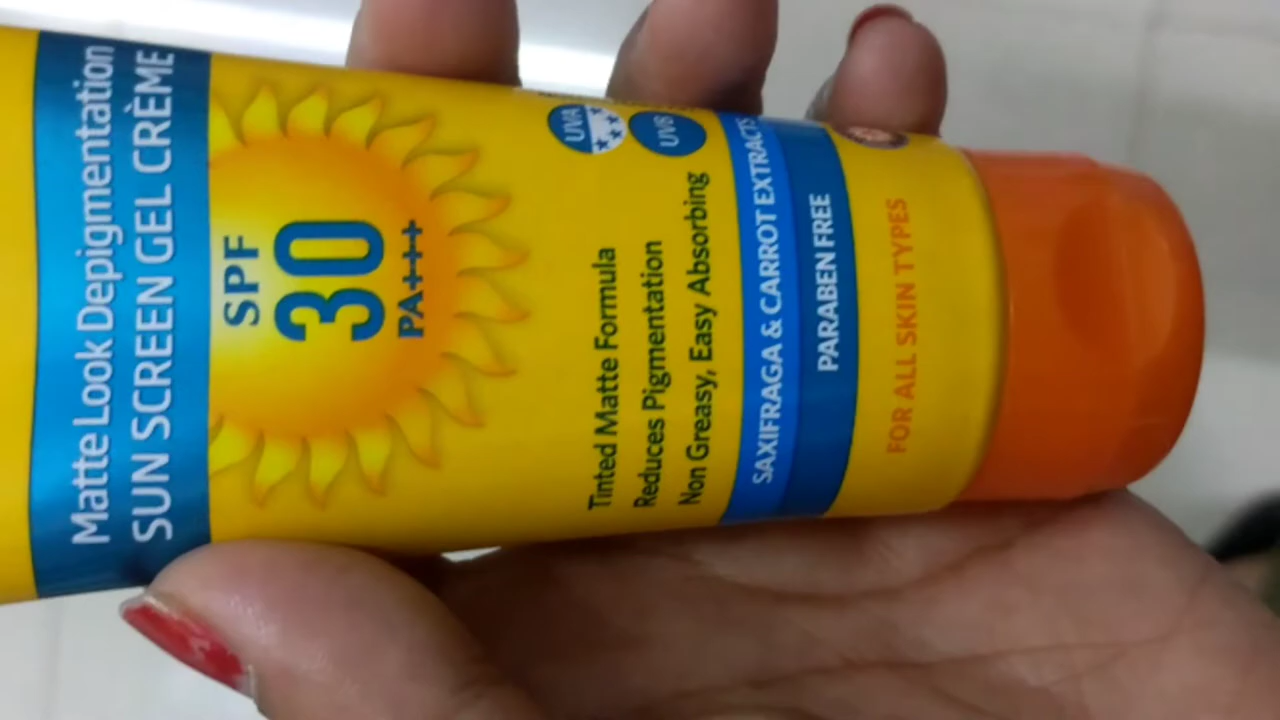 Matte Look Depigmentation
SUN SCREEN GEL CRÈME
SPF
30
PA+++
UVA
UVB
Tinted Matte Formula
Reduces Pigmentation
Non Greasy, Easy Absorbing
SAXIFRAGA & CARROT EXTRACTS
PARABEN FREE
FOR ALL SKIN TYPES